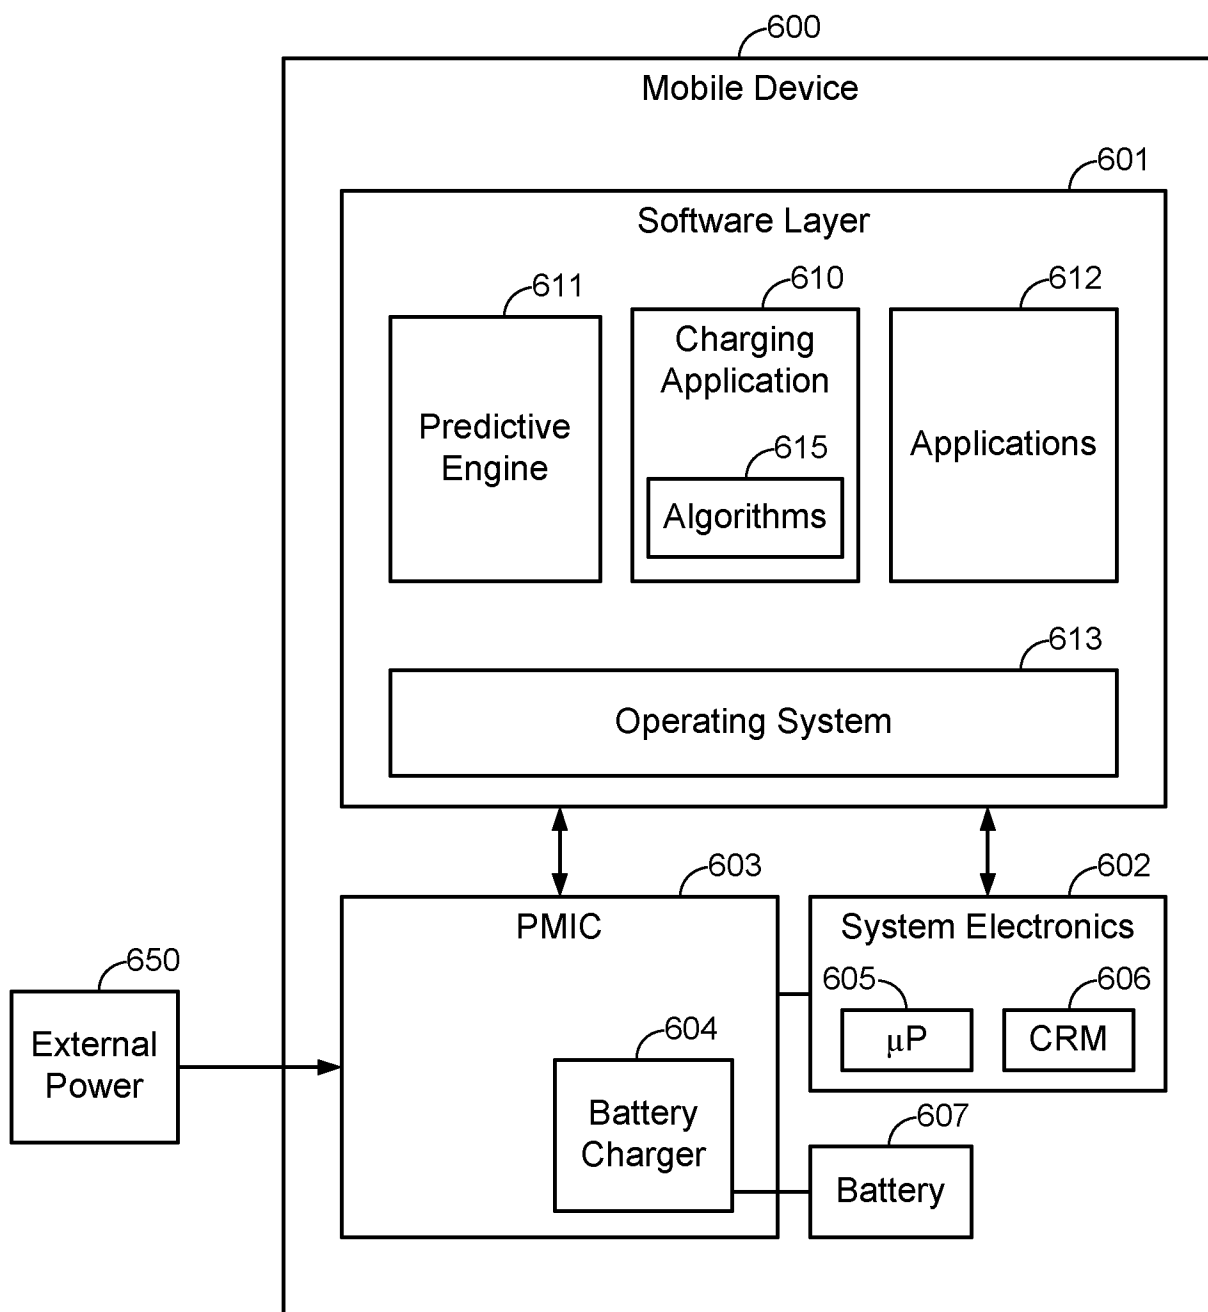 600
Mobile Device
601
Software Layer
611
610
612
Predictive
Engine
Charging
Application
615
Algorithms
Applications
613
Operating System
603
602
PMIC
System Electronics
650
605
606
External
Power
604
μP
CRM
Battery
Charger
607
Battery